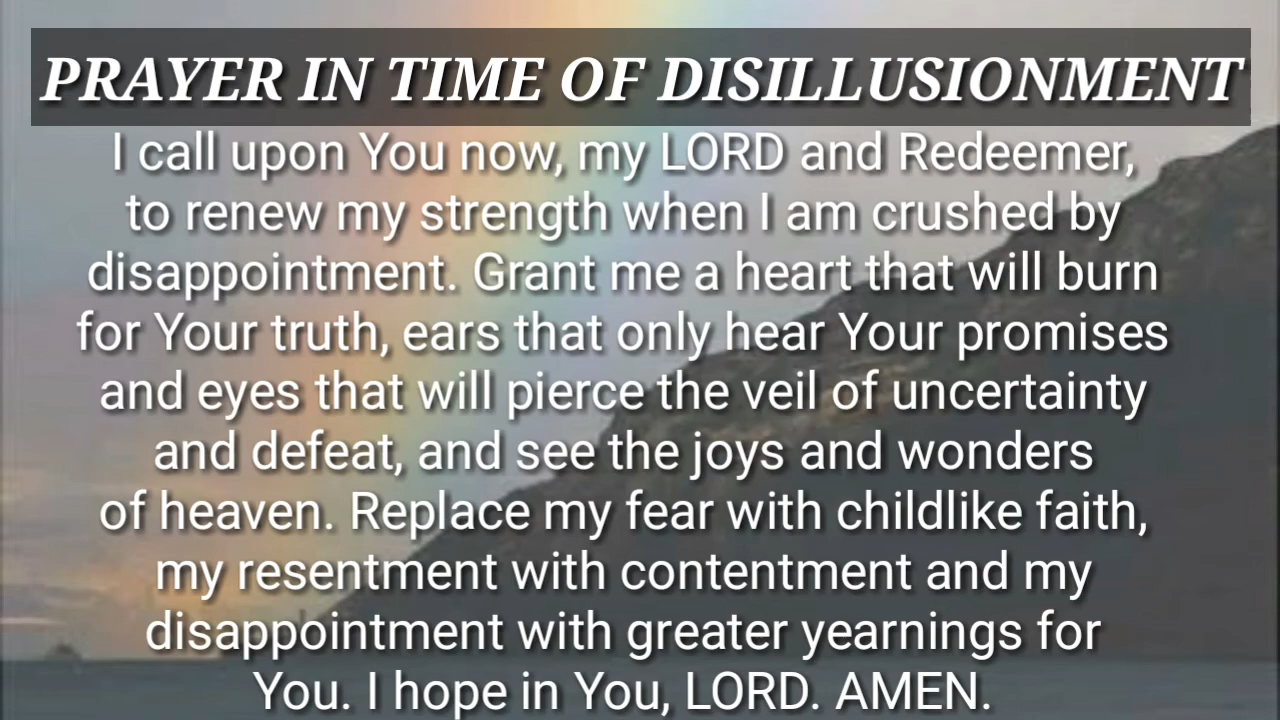 PRAYER IN TIME OF DISILLUSIONMENT
I call upon You now, my LORD and Redeemer,
to renew my strength when I am crushed by
disappointment. Grant me a heart that will burn
for Your truth, ears that only hear Your promises
and eyes that will pierce the veil of uncertainty
and defeat, and see the joys and wonders
of heaven. Replace my fear with childlike faith,
my resentment with contentment and my
disappointment with greater yearnings for
You. I hope in You, LORD. AMEN.